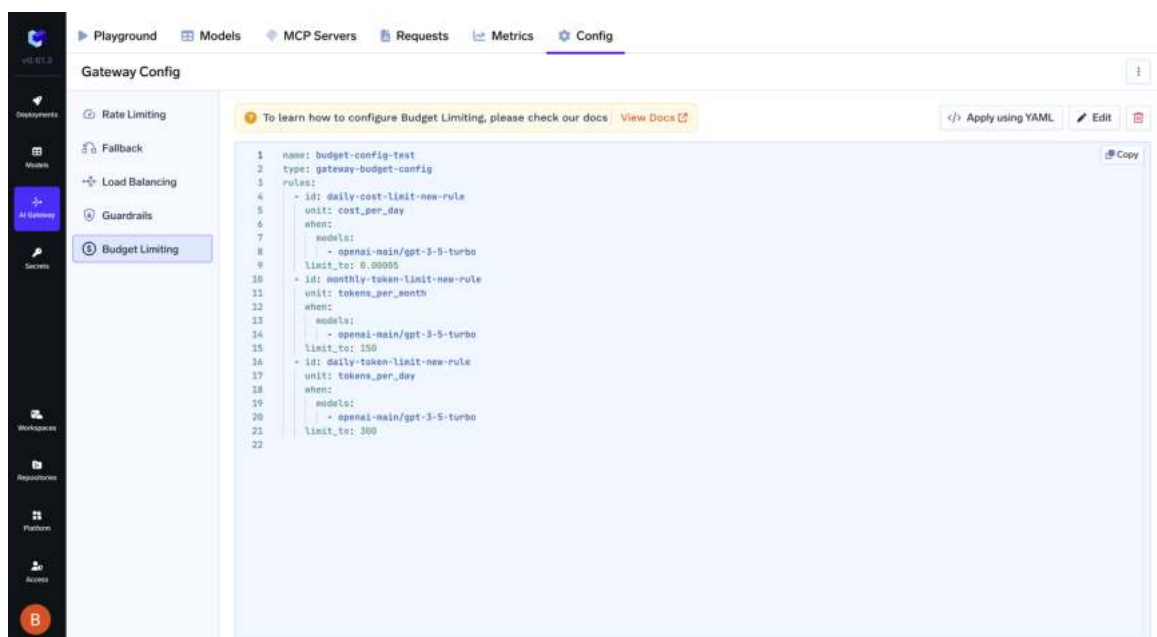 Playground
Models
MCP Servers
Requests
Metrics
Config
v0.61.3
Gateway Config
Deployments
Models
AI Gateway
Secrets
Workspaces
Repositories
Platform
Access
B
Rate Limiting
Fallback
Load Balancing
Guardrails
Budget Limiting
To learn how to configure Budget Limiting, please check our docs View Docs
</> Apply using YAML
Edit
Copy
1 name: budget-config-test
2 type: gateway-budget-config
3 rules:
4 - id: daily-cost-limit-new-rule
5 unit: cost_per_day
6 when:
7 models:
8 - openai-main/gpt-3-5-turbo
9 limit_to: 0.00005
10 - id: monthly-token-limit-new-rule
11 unit: tokens_per_month
12 when:
13 models:
14 - openai-main/gpt-3-5-turbo
15 limit_to: 150
16 - id: daily-token-limit-new-rule
17 unit: tokens_per_day
18 when:
19 models:
20 - openai-main/gpt-3-5-turbo
21 limit_to: 300
22